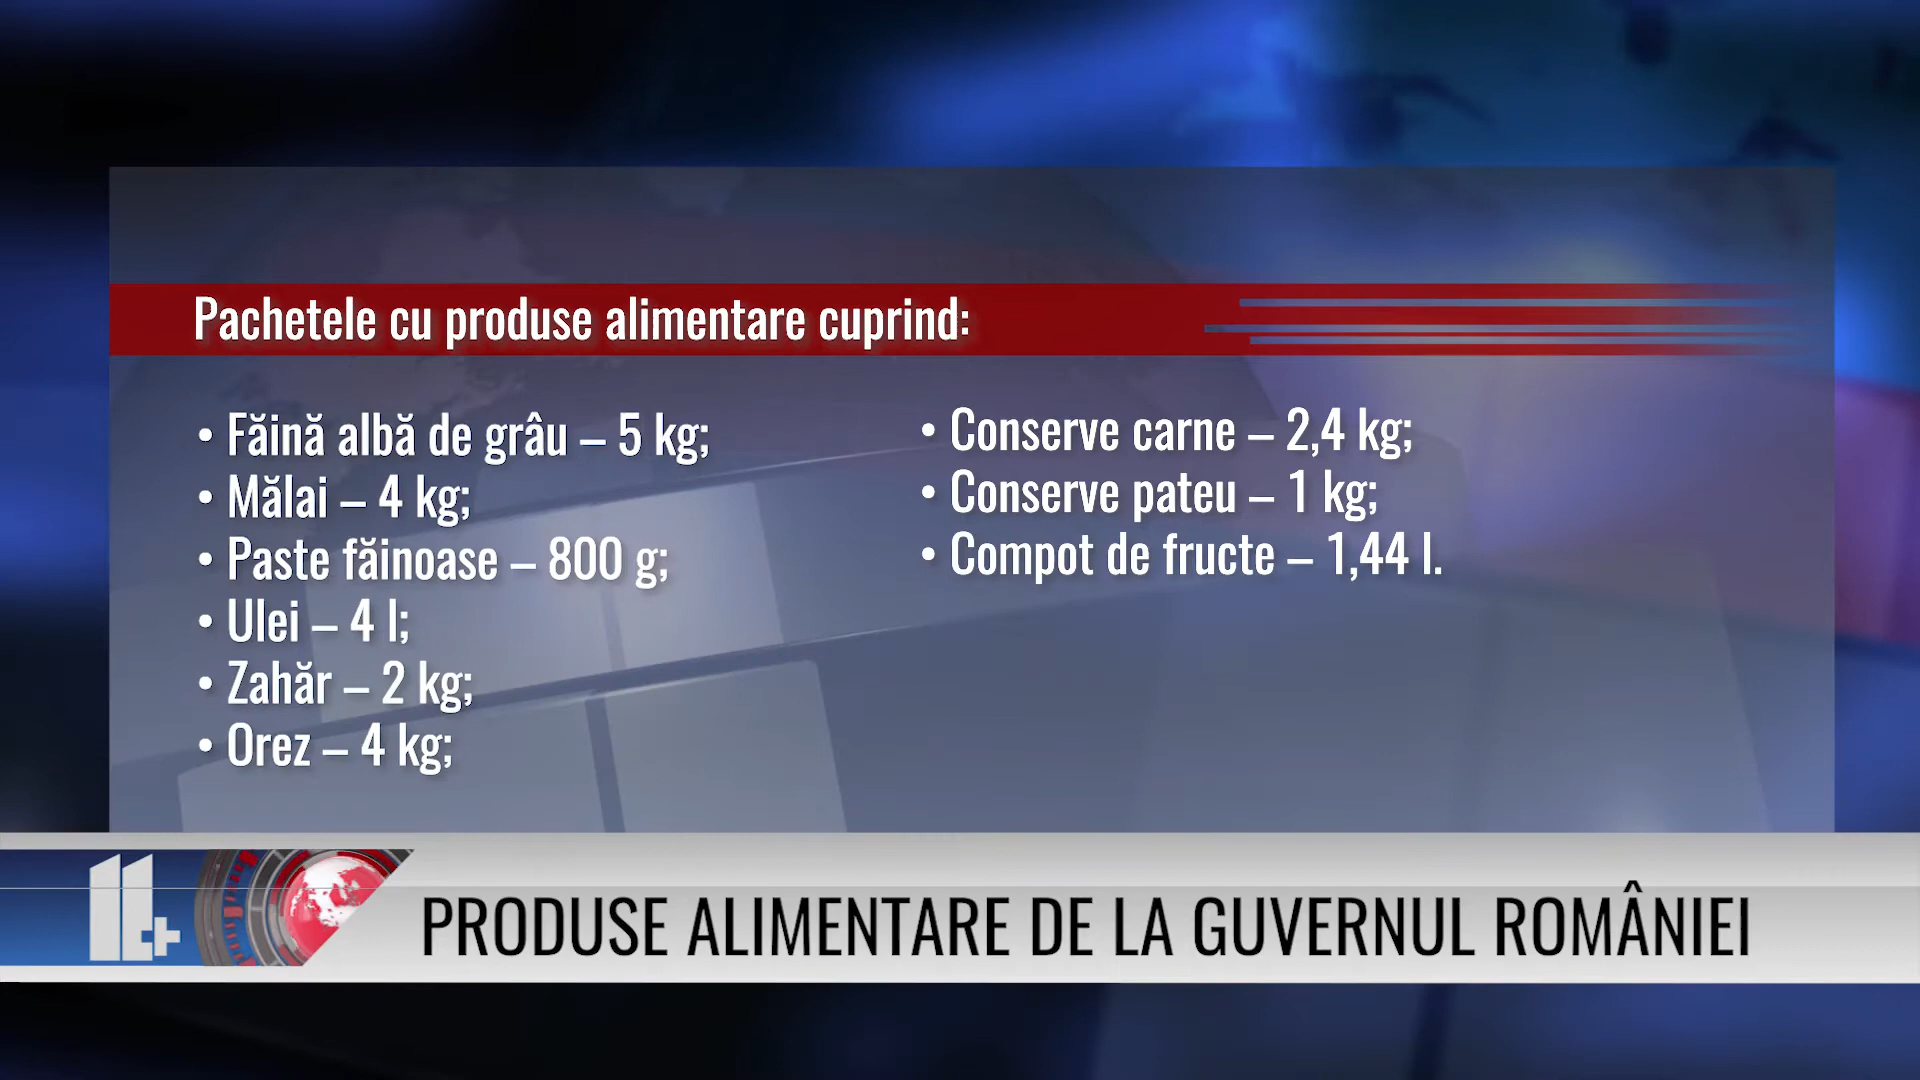 Pachetele cu produse alimentare cuprind:
• Făină albă de grâu – 5 kg;
• Mălai – 4 kg;
• Paste făinoase – 800 g;
• Ulei – 4 l;
• Zahăr – 2 kg;
• Orez – 4 kg;
• Conserve carne – 2,4 kg;
• Conserve pateu – 1 kg;
• Compot de fructe – 1,44 l.
PRODUSE ALIMENTARE DE LA GUVERNUL ROMÂNIEI